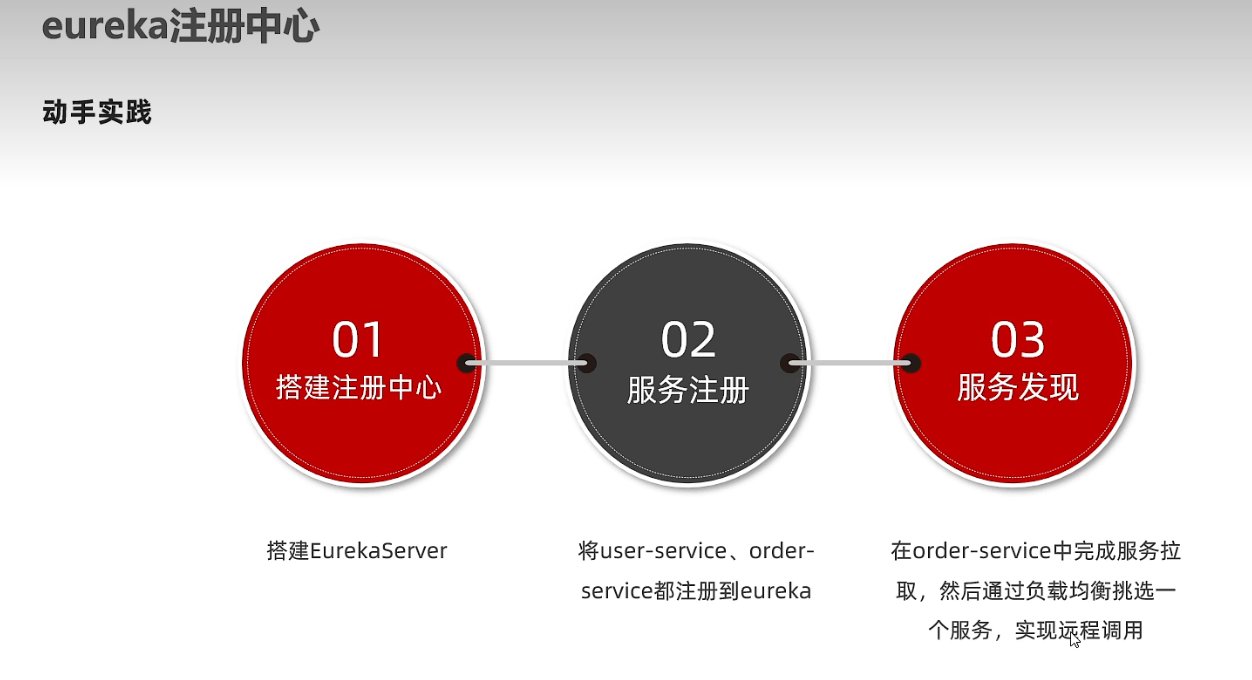 eureka注册中心
动手实践
01
搭建注册中心
02
服务注册
03
服务发现
搭建EurekaServer
将user-service、order-
service都注册到eureka
在order-service中完成服务拉
取，然后通过负载均衡挑选一
个服务，实现远程调用